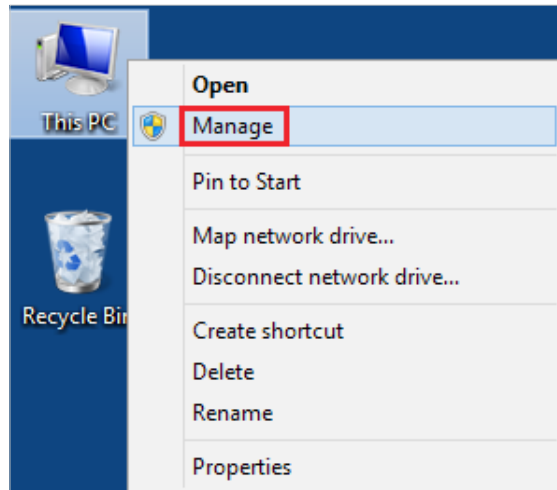 This PC
Recycle Bin
Open
Manage
Pin to Start
Map network drive...
Disconnect network drive...
Create shortcut
Delete
Rename
Properties